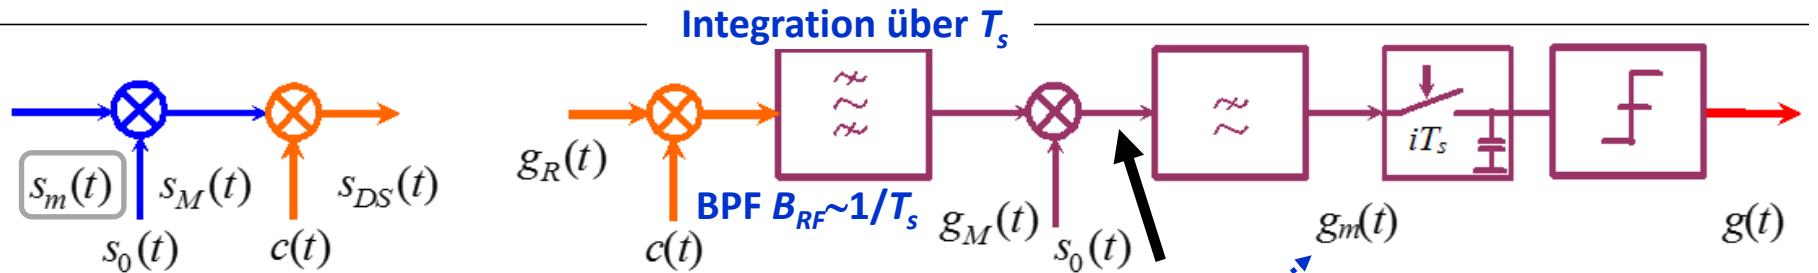 Integration über Ts
iTs
sm(t) sM(t) sDS(t) gR(t)
BPF BRF~1/Ts
gM(t) gm(t) g(t)
s0(t) c(t) c(t) s0(t)